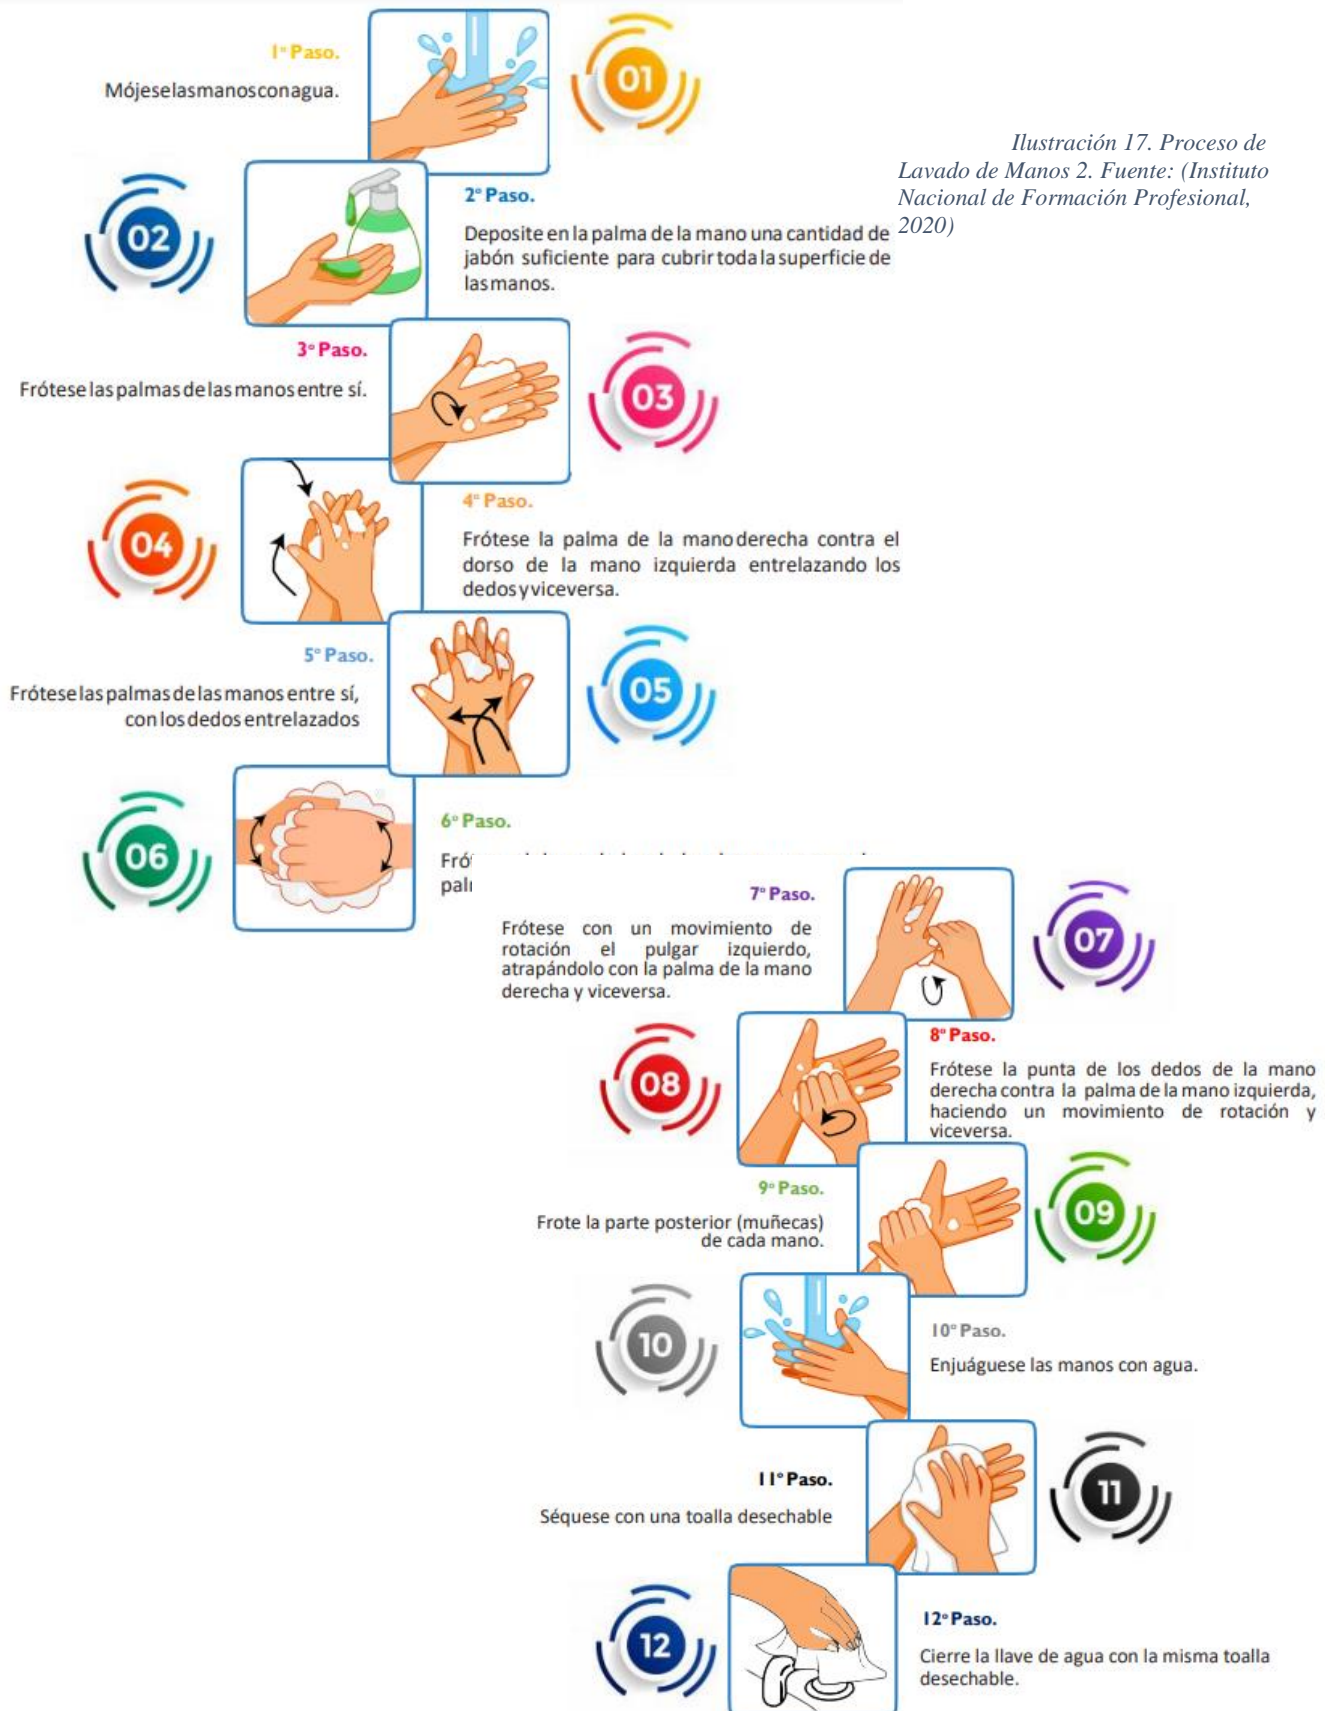 1º Paso.
Mójese las manos con agua.
01
Ilustración 17. Proceso de
Lavado de Manos 2. Fuente: (Instituto
Nacional de Formación Profesional,
2020)
02
2º Paso.
Deposite en la palma de la mano una cantidad de
jabón suficiente para cubrir toda la superficie de
las manos.
3º Paso.
Frótese las palmas de las manos entre sí.
03
04
4º Paso.
Frótese la palma de la mano derecha contra el
dorso de la mano izquierda entrelazando los
dedos y viceversa.
5º Paso.
Frótese las palmas de las manos entre sí,
con los dedos entrelazados
05
06
6º Paso.
7º Paso.
Frótese con un movimiento de
rotación el pulgar izquierdo,
atrapándolo con la palma de la mano
derecha y viceversa.
07
08
8º Paso.
Frótese la punta de los dedos de la mano
derecha contra la palma de la mano izquierda,
haciendo un movimiento de rotación y
viceversa.
9º Paso.
Frote la parte posterior (muñecas)
de cada mano.
09
10
10º Paso.
Enjuáguese las manos con agua.
11º Paso.
Séquese con una toalla desechable
11
12
12º Paso.
Cierre la llave de agua con la misma toalla
desechable.